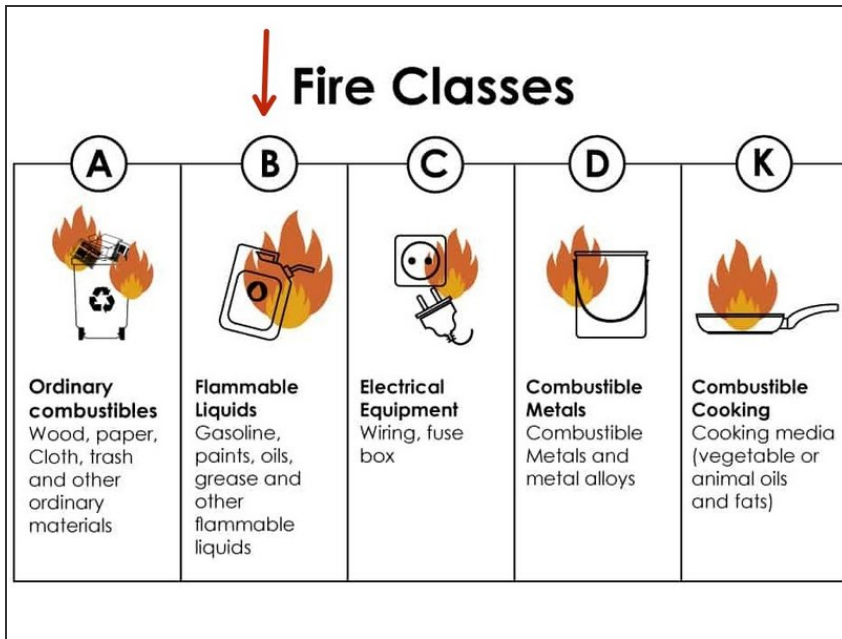 Fire Classes
A
B
C
D
K
Ordinary
combustibles
Wood, paper,
Cloth, trash
and other
ordinary
materials
Flammable
Liquids
Gasoline,
paints, oils,
grease and
other
flammable
liquids
Electrical
Equipment
Wiring, fuse
box
Combustible
Metals
Combustible
Metals and
metal alloys
Combustible
Cooking
Cooking media
(vegetable or
animal oils
and fats)